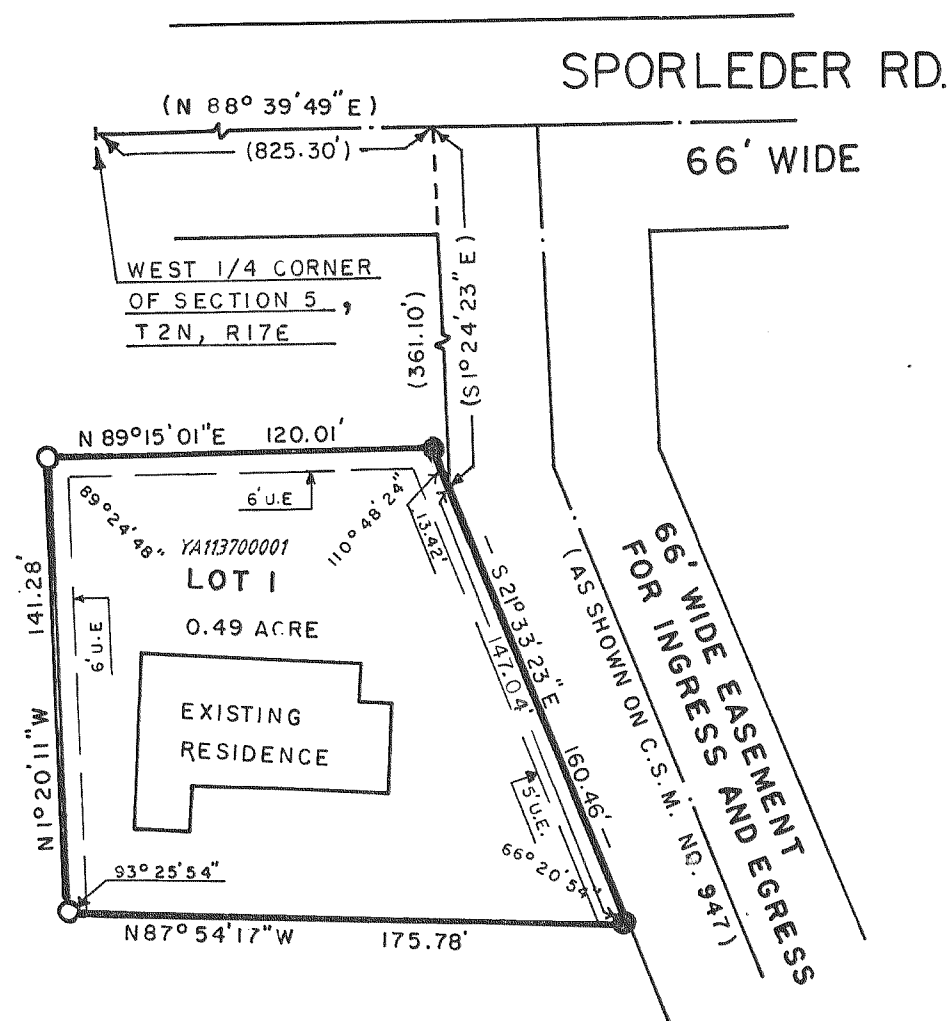 SPORLEDER RD.
(N 88° 39' 49" E)
(825.30')
66' WIDE
WEST 1/4 CORNER
OF SECTION 5 ,
T 2N, R17E
(361.10')
(S1° 24' 23" E)
N 89°15'01"E 120.01'
6' U.E
89°24'48"
110°48'24"
13.42'
YA113700001
LOT 1
0.49 ACRE
141.28'
N 1° 20' 11" W
6' U.E
EXISTING
RESIDENCE
S 21° 33' 23" E
147.04'
160.46'
5' U.E.
66° 20' 54"
93° 25' 54"
N87° 54' 17" W 175.78'
(AS SHOWN ON C.S.M. NO. 947)
66' WIDE EASEMENT
FOR INGRESS AND EGRESS